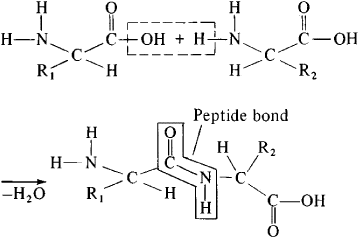 H O H O
H—N C—OH + H—N C—OH
C C
R₁ H H R₂
Peptide bond
H O H R₂
H—N C C
C N
–H₂O R₁ H H C—OH
O